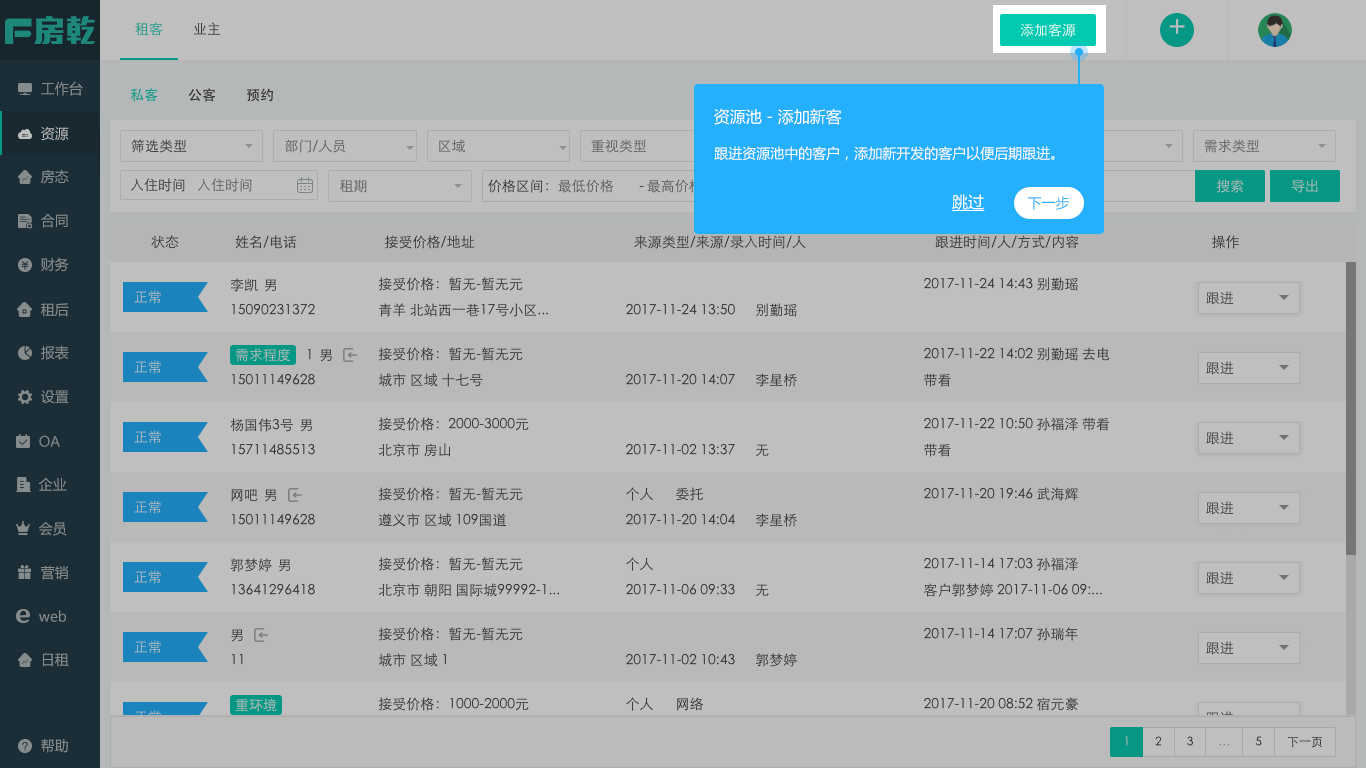 房乾
租客 业主 添加客源
工作台
资源
房态
合同
财务
租后
报表
设置
OA
企业
会员
营销
web
日租
帮助
私客 公客 预约
资源池 - 添加新客
跟进资源池中的客户，添加新开发的客户以便后期跟进。
跳过 下一步
筛选类型 部门/人员 区域 重视类型 需求类型
入住时间 入住时间 租期 价格区间：最低价格 - 最高价格 搜索 导出
状态 姓名/电话 接受价格/地址 来源类型/来源/录入时间/人 跟进时间/人/方式/内容 操作
正常 李凯 男 接受价格：暂无-暂无元 2017-11-24 14:43 别勤瑶 跟进
15090231372 青羊 北站西一巷17号小区... 2017-11-24 13:50 别勤瑶
正常 需求程度 1 男 接受价格：暂无-暂无元 2017-11-22 14:02 别勤瑶 去电 跟进
15011149628 城市 区域 十七号 2017-11-20 14:07 李星桥 带看
正常 杨国伟3号 男 接受价格：2000-3000元 2017-11-22 10:50 孙福泽 带看 跟进
15711485513 北京市 房山 2017-11-02 13:37 无 带看
正常 网吧 男 接受价格：暂无-暂无元 个人 委托 2017-11-20 19:46 武海辉 跟进
15011149628 遵义市 区域 109国道 2017-11-20 14:04 李星桥
正常 郭梦婷 男 接受价格：暂无-暂无元 个人 2017-11-14 17:03 孙福泽 跟进
13641296418 北京市 朝阳 国际城99992-1... 2017-11-06 09:33 无 客户郭梦婷 2017-11-06 09:...
正常 男 接受价格：暂无-暂无元 2017-11-14 17:07 孙瑞年 跟进
11 城市 区域 1 2017-11-02 10:43 郭梦婷
正常 重环境 接受价格：1000-2000元 个人 网络 2017-11-20 08:52 宿元豪 跟进
1 2 3 ... 5 下一页